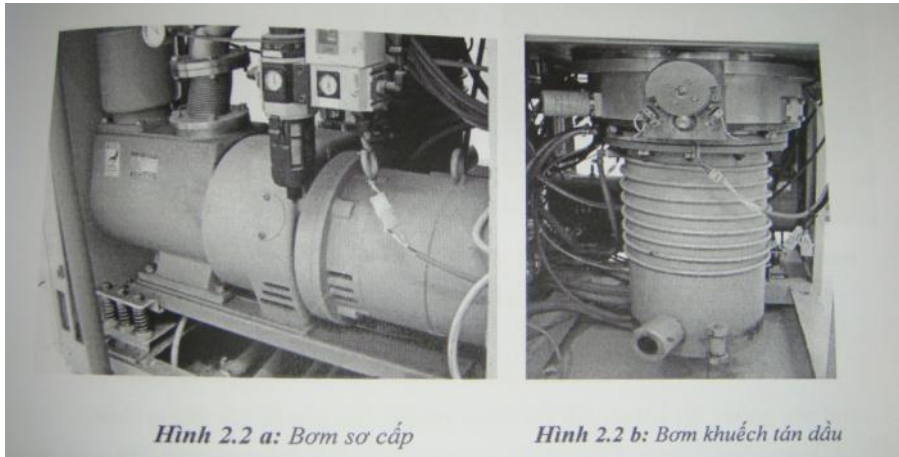 Hình 2.2 a: Bơm sơ cấp
Hình 2.2 b: Bơm khuếch tán dầu